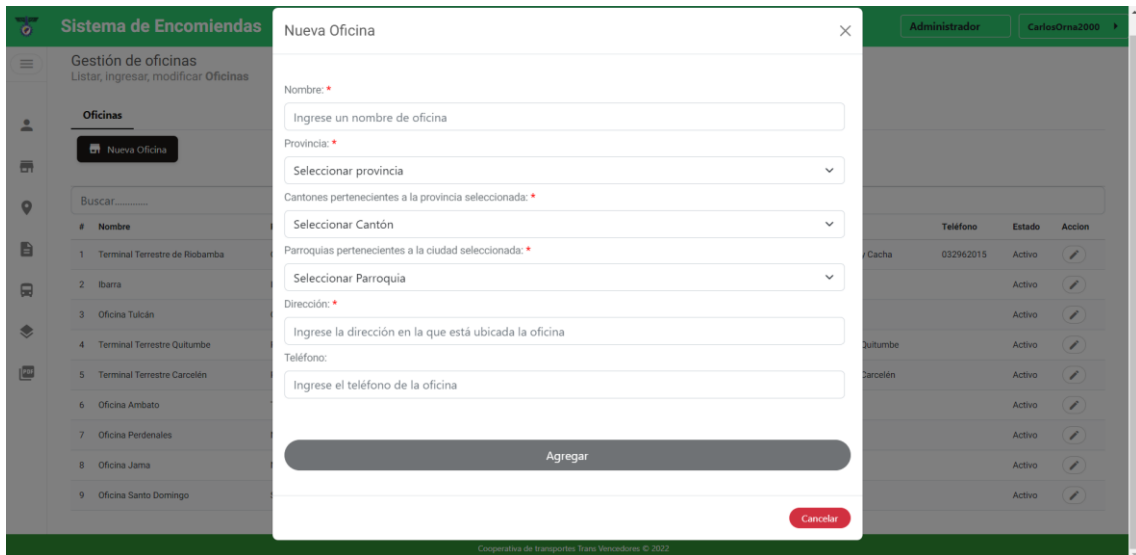 Sistema de Encomiendas
Administrador
CarlosOrna2000
Gestión de oficinas
Listar, ingresar, modificar Oficinas
Oficinas
Nueva Oficina
Buscar............
# Nombre Teléfono Estado Accion
1 Terminal Terrestre de Riobamba y Cacha 032962015 Activo
2 Ibarra Activo
3 Oficina Tulcán Activo
4 Terminal Terrestre Quitumbe Quitumbe Activo
5 Terminal Terrestre Carcelén Carcelén Activo
6 Oficina Ambato Activo
7 Oficina Perdenales Activo
8 Oficina Jama Activo
9 Oficina Santo Domingo Activo
Nueva Oficina
Nombre: *
Ingrese un nombre de oficina
Provincia: *
Seleccionar provincia
Cantones pertenecientes a la provincia seleccionada: *
Seleccionar Cantón
Parroquias pertenecientes a la ciudad seleccionada: *
Seleccionar Parroquia
Dirección: *
Ingrese la dirección en la que está ubicada la oficina
Teléfono:
Ingrese el teléfono de la oficina
Agregar
Cancelar
Cooperativa de transportes Trans Vencedores © 2022